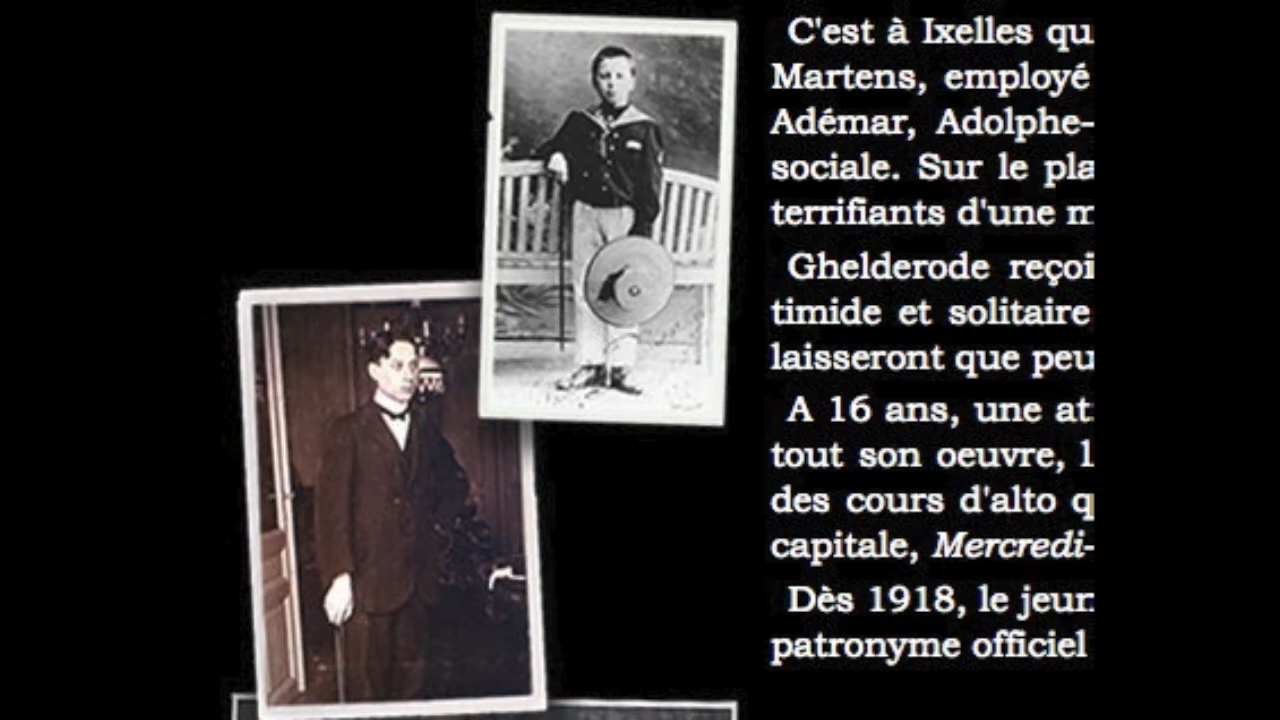 C'est à Ixelles qu
Martens, employé
Adémar, Adolphe-
sociale. Sur le pla
terrifiants d'une m
Ghelderode reçoi
timide et solitaire
laisseront que peu
A 16 ans, une at
tout son oeuvre, l
des cours d'alto q
capitale, Mercredi-
Dès 1918, le jeun
patronyme officiel